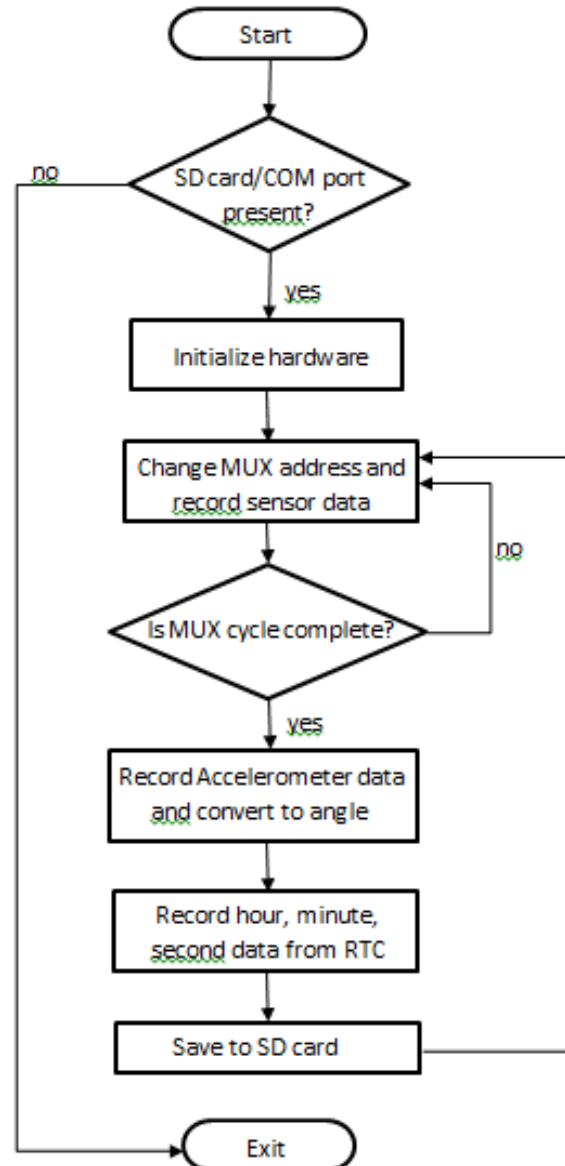 Start
no
SD card/COM port
present?
yes
Initialize hardware
Change MUX address and
record sensor data
no
Is MUX cycle complete?
yes
Record Accelerometer data
and convert to angle
Record hour, minute,
second data from RTC
Save to SD card
Exit